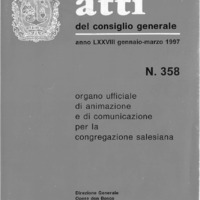 atti
del consiglio generale
anno LXXVIII gennaio-marzo 1997
N. 358
organo ufficiale
di animazione
e di comunicazione
per la
congregazione salesiana
Direzione Generale
Opera Don Bosco